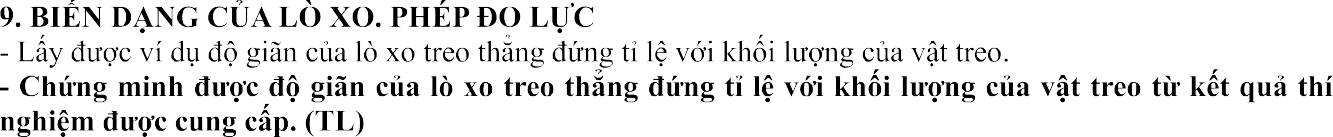 9. BIẾN DẠNG CỦA LÒ XO. PHÉP ĐO LỰC
- Lấy được ví dụ độ giãn của lò xo treo thẳng đứng tỉ lệ với khối lượng của vật treo.
- Chứng minh được độ giãn của lò xo treo thẳng đứng tỉ lệ với khối lượng của vật treo từ kết quả thí
nghiệm được cung cấp. (TL)